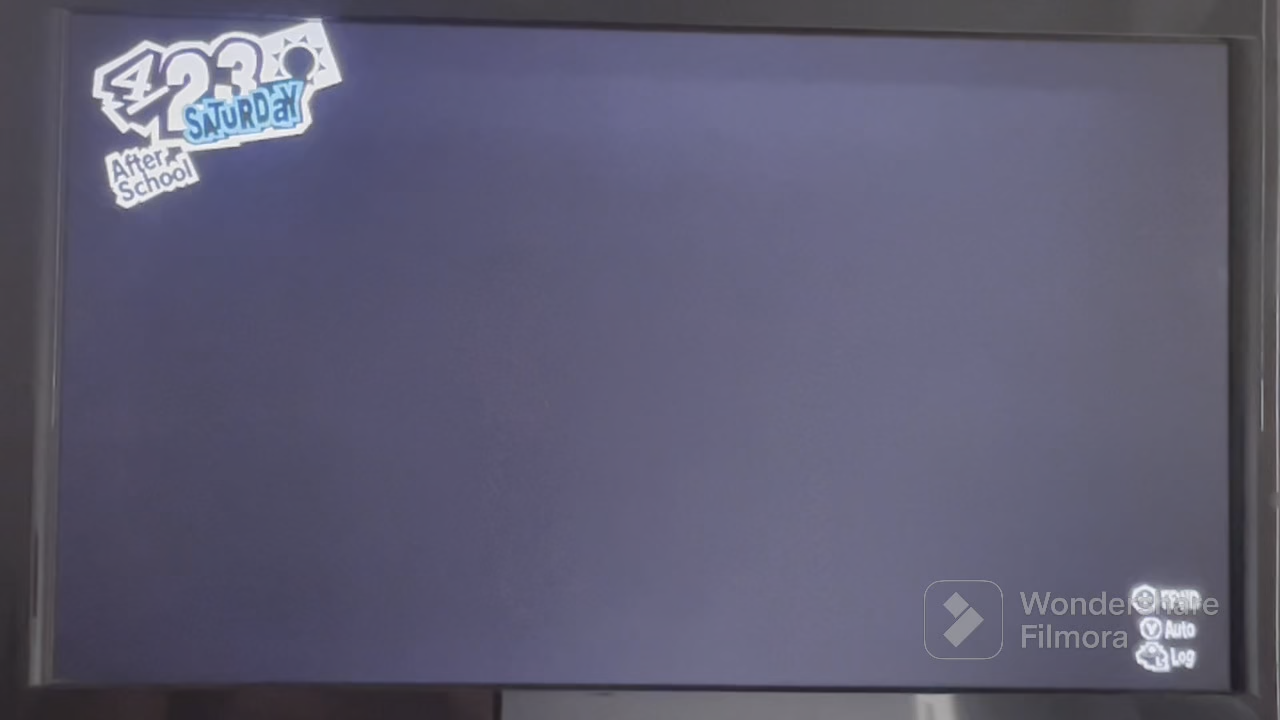 4 23
SATURDAY
After
School
Wondershare
Filmora
Y Auto
L Log